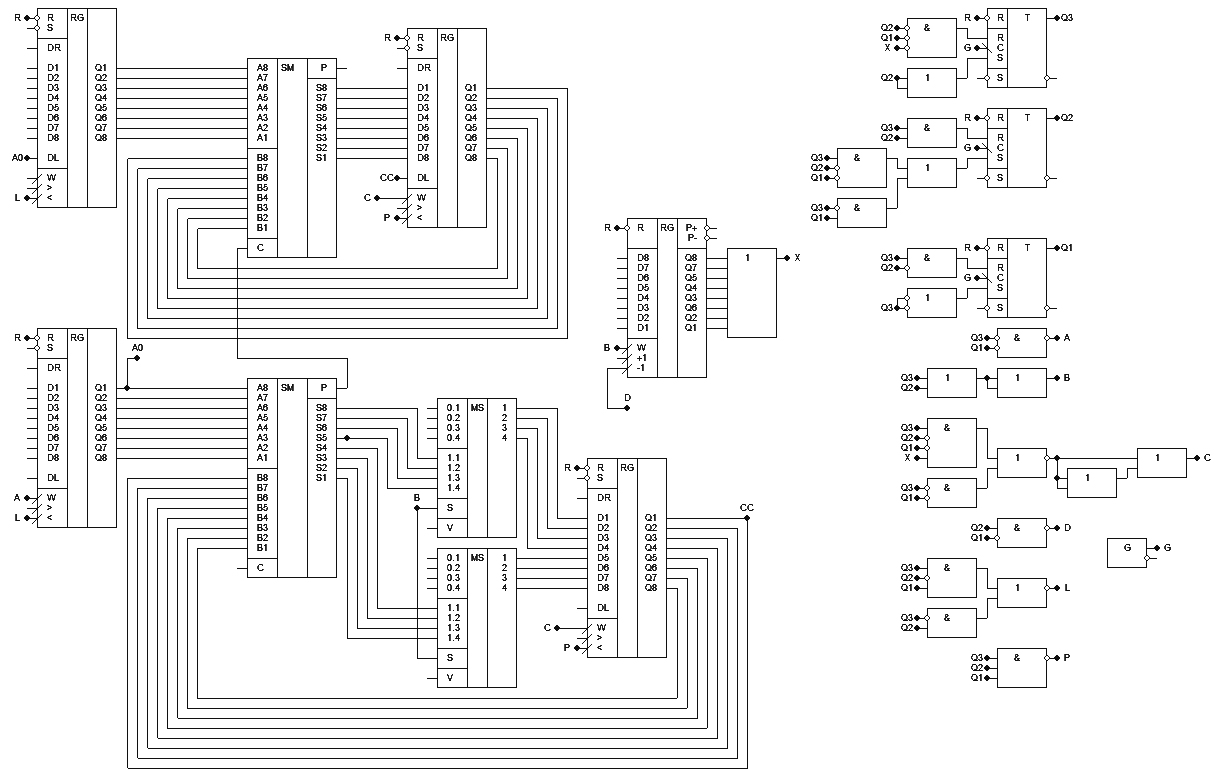 R R RG
S
DR
D1 Q1
D2 Q2
D3 Q3
D4 Q4
D5 Q5
D6 Q6
D7 Q7
D8 Q8
A0 DL
W
>
L <
A8 SM P
A7
A6 S8
A5 S7
A4 S6
A3 S5
A2 S4
A1 S3
S2
B8 S1
B7
B6
B5
B4
B3
B2
B1
C
R R RG
S
DR
D1 Q1
D2 Q2
D3 Q3
D4 Q4
D5 Q5
D6 Q6
D7 Q7
D8 Q8
CC DL
C W
>
P <
R R RG P+
P-
D8 Q8
D7 Q7
D6 Q5
D5 Q4
D4 Q3
D3 Q6
D2 Q2
D1 Q1
B W
+1
-1
D
1 X
R R RG
S
A0
DR
D1 Q1
D2 Q2
D3 Q3
D4 Q4
D5 Q5
D6 Q6
D7 Q7
D8 Q8
DL
A W
>
L <
A8 SM P
A7
A6 S8
A5 S7
A4 S6
A3 S5
A2 S4
A1 S3
S2
B8 S1
B7
B6
B5
B4
B3
B2
B1
C
0.1 MS 1
0.2 2
0.3 3
0.4 4
1.1
1.2
1.3
1.4
B
S
V
0.1 MS 1
0.2 2
0.3 3
0.4 4
1.1
1.2
1.3
1.4
S
V
R R RG
S
DR
CC
D1 Q1
D2 Q2
D3 Q3
D4 Q4
D5 Q5
D6 Q6
D7 Q7
D8 Q8
DL
C W
>
P <
Q2 &
Q1
X
Q2 1
R R T Q3
R
G C
S
S
Q3 &
Q2
Q3 &
Q2
Q1
1
Q3 &
Q1
R R T Q2
R
G C
S
S
Q3 &
Q2
Q3 1
R R T Q1
R
G C
S
S
Q3 & A
Q1
Q3 1 1 B
Q2
Q3 &
Q2
Q1
X
Q3 &
Q1
1 1 1 C
Q2 & D
Q1
G G
Q3 &
Q2
Q1
Q3 &
Q2
1 L
Q3 & P
Q2
Q1